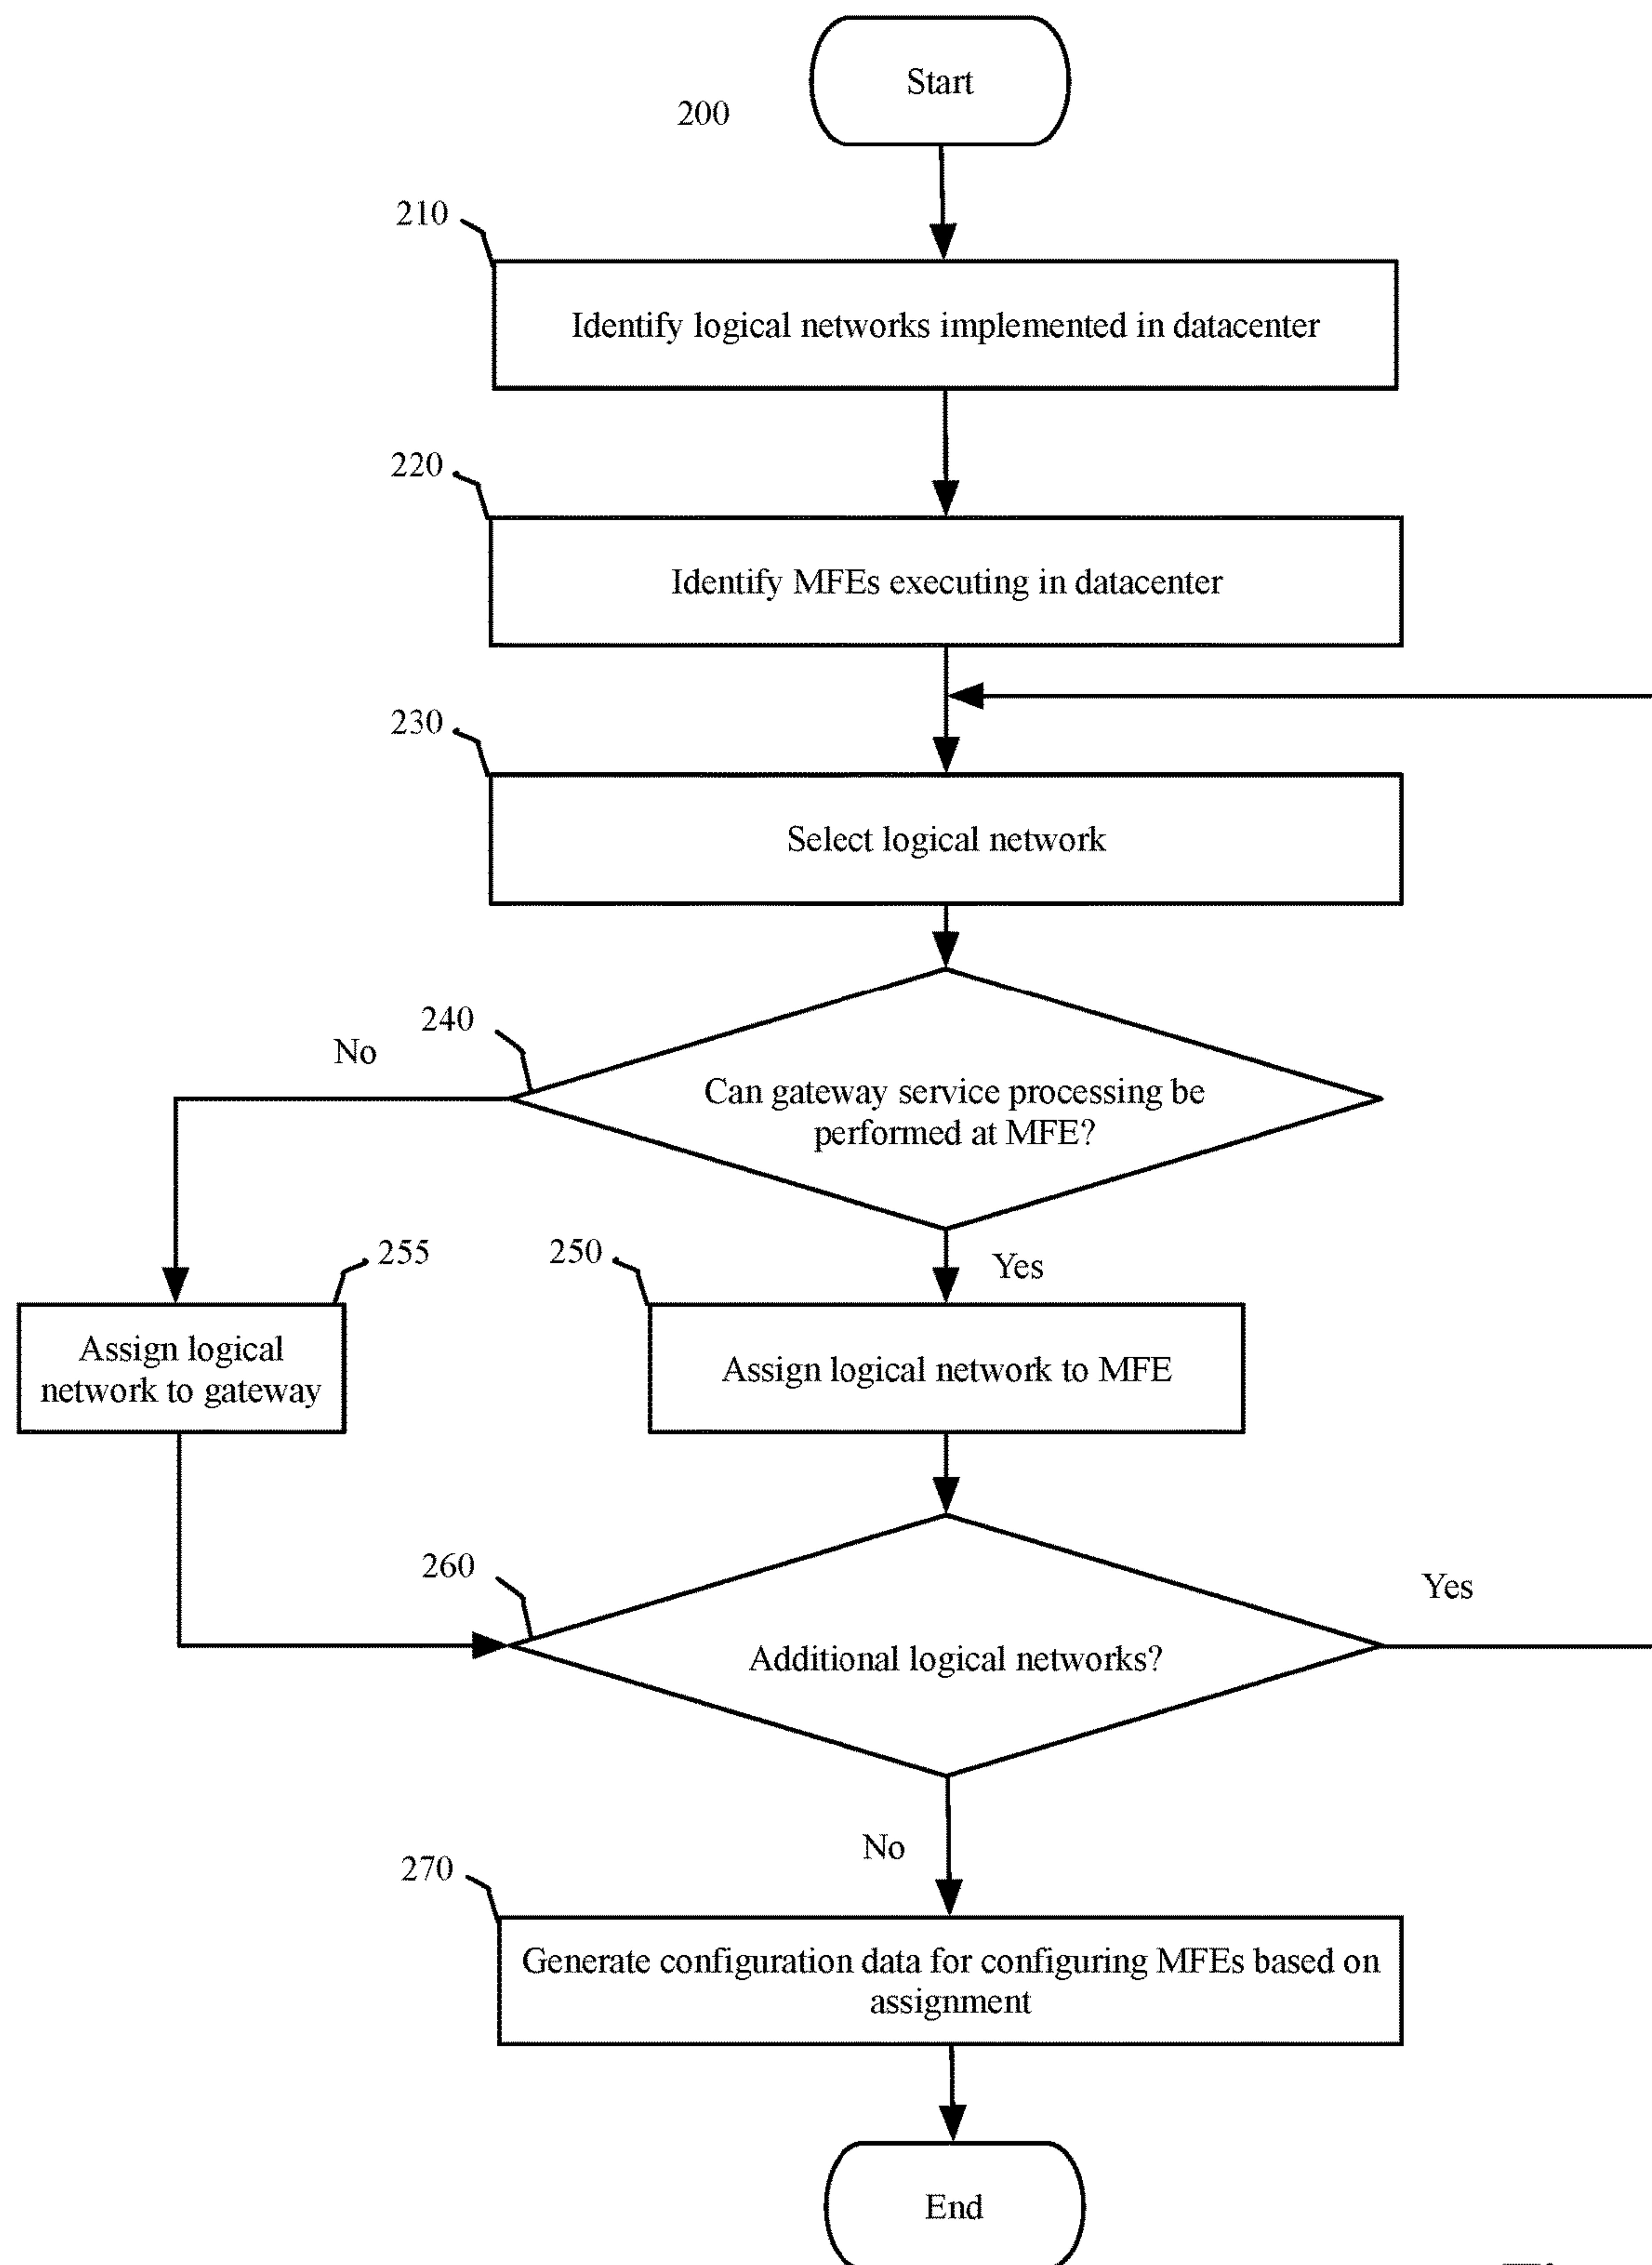 Start
200
210
Identify logical networks implemented in datacenter
220
Identify MFEs executing in datacenter
230
Select logical network
240
No
Can gateway service processing be
performed at MFE?
255
250
Yes
Assign logical
network to gateway
Assign logical network to MFE
260
Yes
Additional logical networks?
No
270
Generate configuration data for configuring MFEs based on
assignment
End